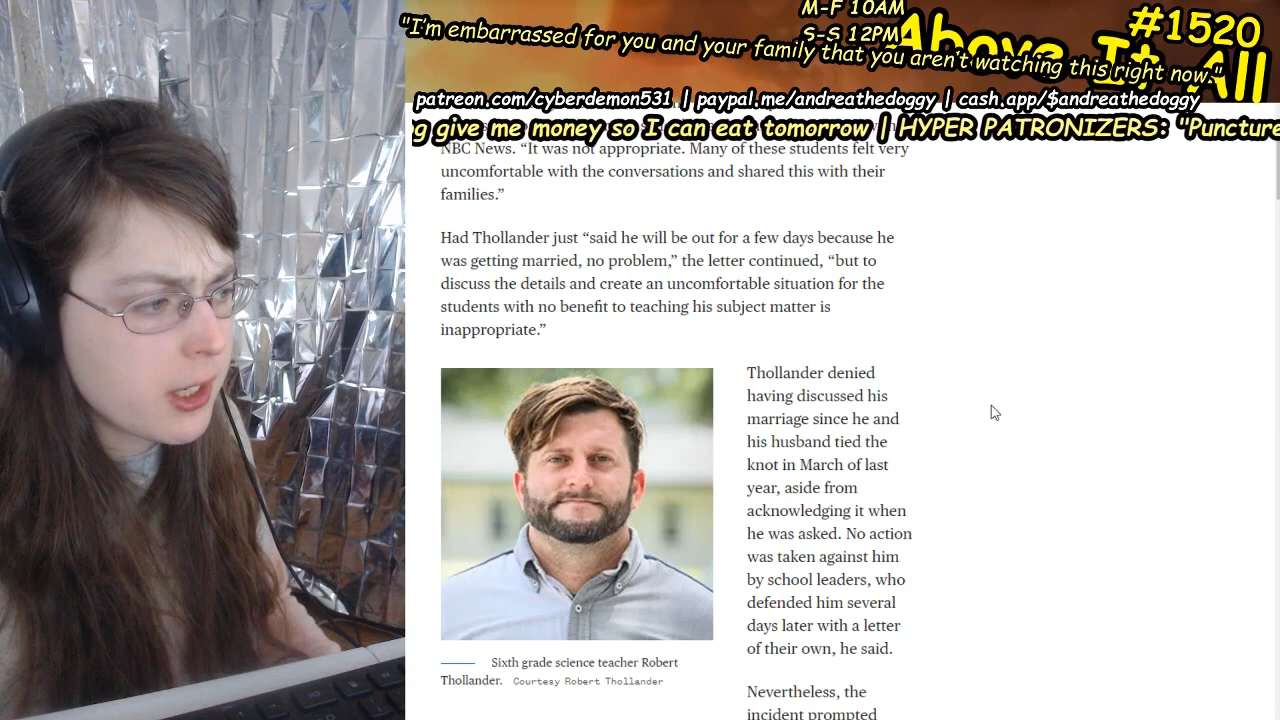 M-F 10AM
S-S 12PM
Above It All
#1520
"I'm embarrassed for you and your family that you aren't watching this right now."
patreon.com/cyberdemon531 | paypal.me/andreathedoggy | cash.app/$andreathedoggy
g give me money so I can eat tomorrow | HYPER PATRONIZERS: "Puncture
NBC News. “It was not appropriate. Many of these students felt very
uncomfortable with the conversations and shared this with their
families.”
Had Thollander just “said he will be out for a few days because he
was getting married, no problem,” the letter continued, “but to
discuss the details and create an uncomfortable situation for the
students with no benefit to teaching his subject matter is
inappropriate.”
Thollander denied
having discussed his
marriage since he and
his husband tied the
knot in March of last
year, aside from
acknowledging it when
he was asked. No action
was taken against him
by school leaders, who
defended him several
days later with a letter
of their own, he said.
Nevertheless, the
incident prompted
Sixth grade science teacher Robert
Thollander. Courtesy Robert Thollander